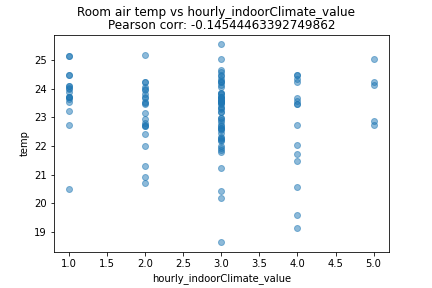 Room air temp vs hourly_indoorClimate_value
Pearson corr: -0.14544463392749862
temp
25
24
23
22
21
20
19
1.0 1.5 2.0 2.5 3.0 3.5 4.0 4.5 5.0
hourly_indoorClimate_value